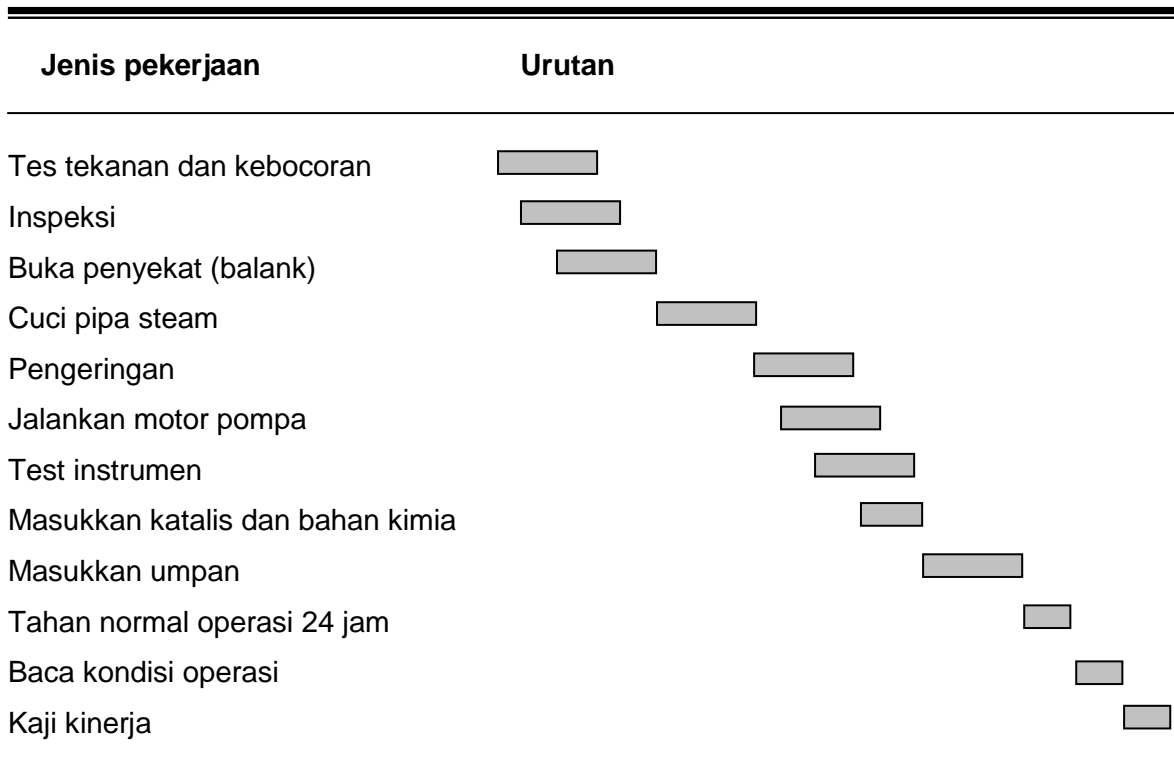 Jenis pekerjaan Urutan
Tes tekanan dan kebocoran
Inspeksi
Buka penyekat (balank)
Cuci pipa steam
Pengeringan
Jalankan motor pompa
Test instrumen
Masukkan katalis dan bahan kimia
Masukkan umpan
Tahan normal operasi 24 jam
Baca kondisi operasi
Kaji kinerja